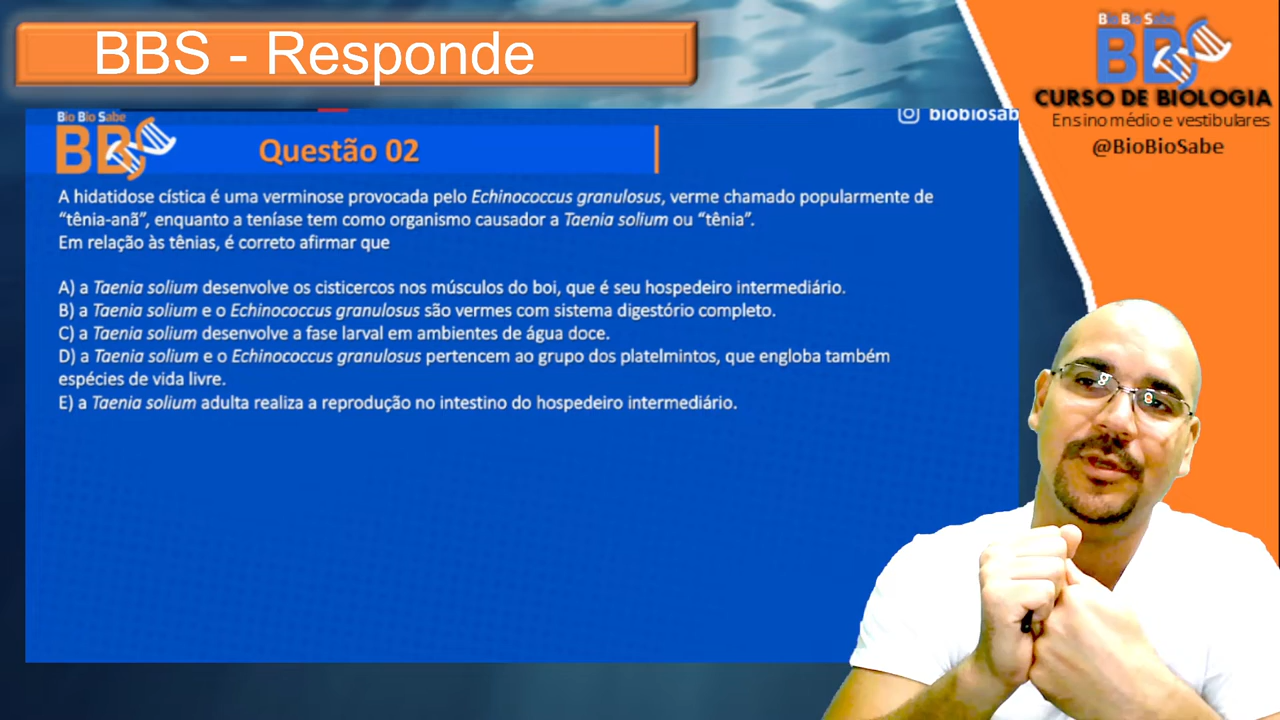 BBS - Responde
Bio Bio Sabe
BBS
CURSO DE BIOLOGIA
Ensino médio e vestibulares
@BioBioSabe
Bio Bio Sabe
BBS
Questão 02
biobiosab
A hidatidose cística é uma verminose provocada pelo Echinococcus granulosus, verme chamado popularmente de
“tênia-anã”, enquanto a teníase tem como organismo causador a Taenia solium ou “tênia”.
Em relação às tênias, é correto afirmar que
A) a Taenia solium desenvolve os cisticercos nos músculos do boi, que é seu hospedeiro intermediário.
B) a Taenia solium e o Echinococcus granulosus são vermes com sistema digestório completo.
C) a Taenia solium desenvolve a fase larval em ambientes de água doce.
D) a Taenia solium e o Echinococcus granulosus pertencem ao grupo dos platelmintos, que engloba também
espécies de vida livre.
E) a Taenia solium adulta realiza a reprodução no intestino do hospedeiro intermediário.